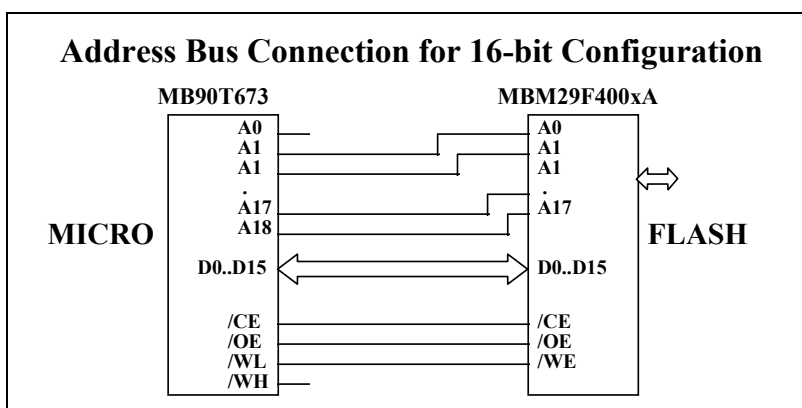 Address Bus Connection for 16-bit Configuration
MB90T673 MBM29F400xA
A0 A0
A1 A1
A1 A1
. .
A17 A17
A18
MICRO FLASH
D0..D15 D0..D15
/CE /CE
/OE /OE
/WL /WE
/WH